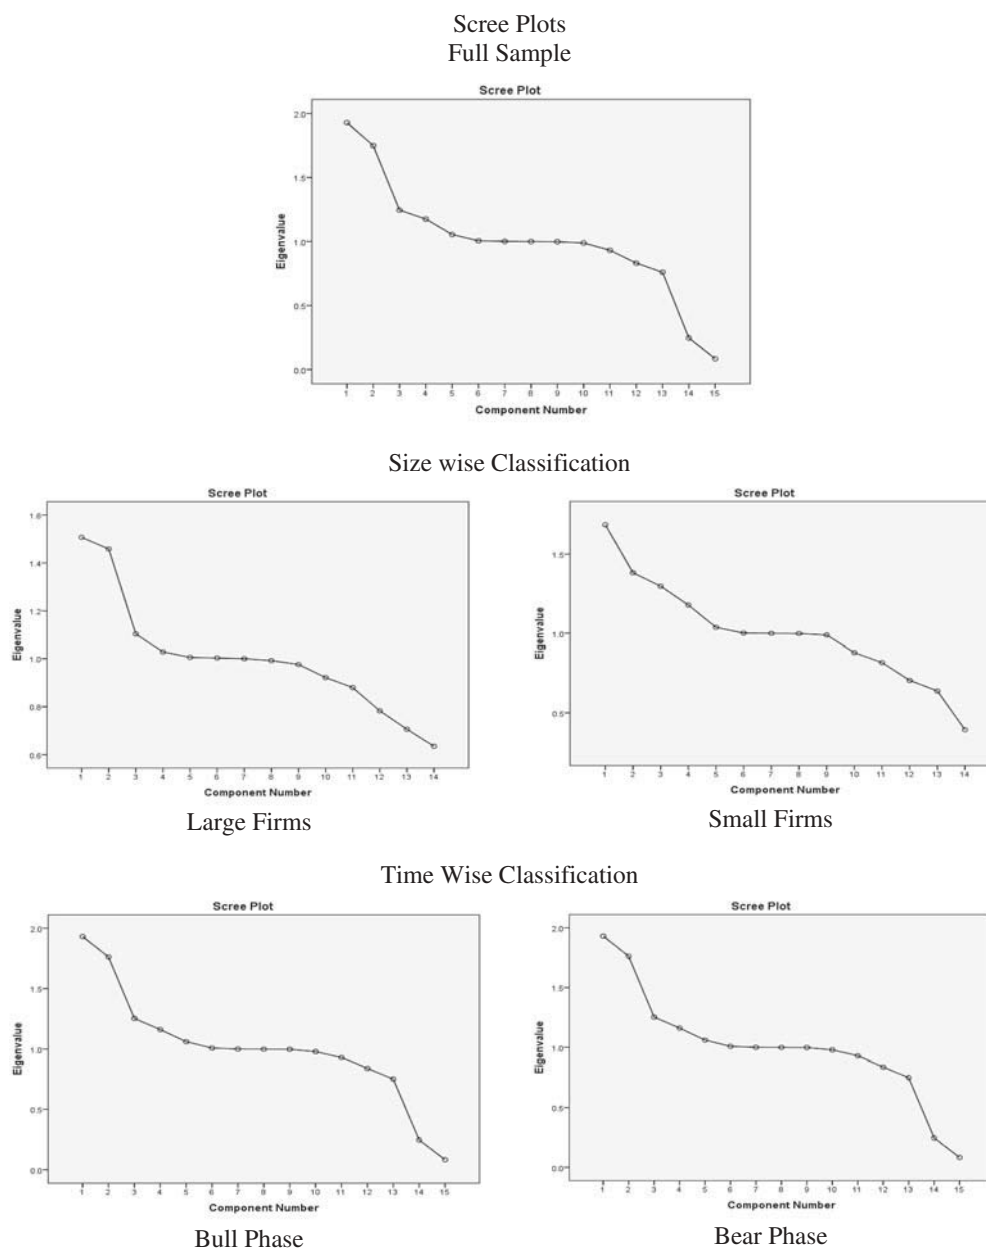 Scree Plots
Full Sample
Scree Plot
2.0
1.5
1.0
0.5
0.0
Eigenvalue
1 2 3 4 5 6 7 8 9 10 11 12 13 14 15
Component Number
Size wise Classification
Scree Plot
1.6
1.4
1.2
1.0
0.8
0.6
Eigenvalue
1 2 3 4 5 6 7 8 9 10 11 12 13 14
Component Number
Large Firms
Scree Plot
1.5
1.0
0.5
Eigenvalue
1 2 3 4 5 6 7 8 9 10 11 12 13 14
Component Number
Small Firms
Time Wise Classification
Scree Plot
2.0
1.5
1.0
0.5
0.0
Eigenvalue
1 2 3 4 5 6 7 8 9 10 11 12 13 14 15
Component Number
Bull Phase
Scree Plot
2.0
1.5
1.0
0.5
0.0
Eigenvalue
1 2 3 4 5 6 7 8 9 10 11 12 13 14 15
Component Number
Bear Phase